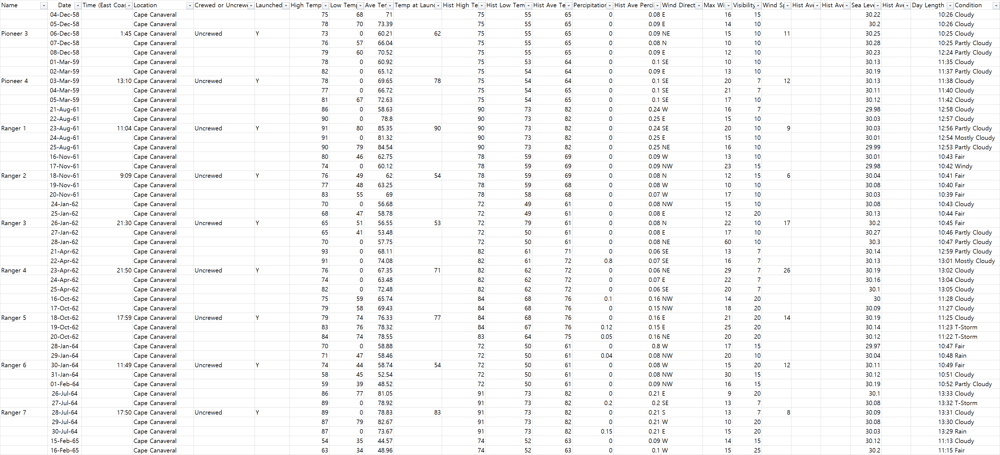 Name Date Time (East Coas Location Crewed or Uncrewe Launched High Temp Low Temp Ave Ter Temp at Launc Hist High Te Hist Low Tem Hist Ave Te Percipitation Hist Ave Perci Wind Direct Max Wi Visibility Wind Sp Hist Ave Hist Ave Sea Leve Hist Ave Day Length Condition
04-Dec-58 Cape Canaveral 75 68 71 75 55 65 0 0.08 E 16 15 30.22 10:26 Cloudy
05-Dec-58 Cape Canaveral 78 70 73.39 75 55 65 0 0.09 E 14 10 30.2 10:26 Cloudy
Pioneer 3 06-Dec-58 1:45 Cape Canaveral Uncrewed Y 73 0 60.21 62 75 55 65 0 0.09 NE 15 10 11 30.25 10:25 Cloudy
07-Dec-58 Cape Canaveral 76 57 66.04 75 55 65 0 0.08 N 10 10 30.28 10:25 Partly Cloudy
08-Dec-58 Cape Canaveral 79 60 70.52 75 55 65 0 0.09 E 12 10 30.23 12:24 Partly Cloudy
01-Mar-59 Cape Canaveral 78 0 60.92 75 53 64 0 0.1 SE 10 10 30.13 11:35 Cloudy
02-Mar-59 Cape Canaveral 82 0 65.12 75 54 64 0 0.09 E 13 10 30.19 11:37 Partly Cloudy
Pioneer 4 03-Mar-59 13:10 Cape Canaveral Uncrewed Y 78 0 69.65 78 75 54 64 0 0.1 SE 20 7 12 30.13 11:38 Cloudy
04-Mar-59 Cape Canaveral 77 0 66.72 75 54 65 0 0.1 SE 21 7 30.11 11:40 Cloudy
05-Mar-59 Cape Canaveral 81 67 72.63 75 54 65 0 0.1 SE 17 10 30.12 11:42 Cloudy
21-Aug-61 Cape Canaveral 86 0 58.63 90 73 82 0 0.24 W 16 7 29.98 12:58 Cloudy
22-Aug-61 Cape Canaveral 90 0 78.8 90 73 82 0 0.25 E 15 10 30.03 12:57 Cloudy
Ranger 1 23-Aug-61 11:04 Cape Canaveral Uncrewed Y 91 80 85.35 90 90 73 82 0 0.24 SE 20 10 9 30.03 12:56 Partly Cloudy
24-Aug-61 Cape Canaveral 91 0 81.32 90 73 82 0 0.25 E 15 10 30.01 12:54 Mostly Cloudy
25-Aug-61 Cape Canaveral 90 79 84.54 90 73 82 0 0.25 NE 16 10 29.99 12:53 Partly Cloudy
16-Nov-61 Cape Canaveral 80 46 62.75 78 59 69 0 0.09 W 13 10 30.01 10:43 Fair
17-Nov-61 Cape Canaveral 74 0 60.12 78 59 69 0 0.09 NW 23 15 29.98 10:42 Windy
Ranger 2 18-Nov-61 9:09 Cape Canaveral Uncrewed Y 76 49 62 54 78 59 69 0 0.08 N 12 15 6 30.04 10:41 Fair
19-Nov-61 Cape Canaveral 77 48 63.25 78 59 68 0 0.08 W 10 10 30.08 10:40 Fair
20-Nov-61 Cape Canaveral 83 55 69 78 58 68 0 0.07 W 17 10 30.03 10:39 Fair
24-Jan-62 Cape Canaveral 70 0 56.68 72 49 61 0 0.08 NW 15 10 30.08 10:43 Cloudy
25-Jan-62 Cape Canaveral 68 47 58.78 72 49 61 0 0.08 E 12 20 30.13 10:44 Fair
Ranger 3 26-Jan-62 21:30 Cape Canaveral Uncrewed Y 65 51 56.55 53 72 79 61 0 0.08 N 22 10 17 30.2 10:45 Fair
27-Jan-62 Cape Canaveral 65 41 53.48 72 50 61 0 0.08 E 17 10 30.27 10:46 Partly Cloudy
28-Jan-62 Cape Canaveral 70 0 57.75 72 50 61 0 0.08 NE 60 10 30.3 10:47 Partly Cloudy
21-Apr-62 Cape Canaveral 93 0 68.11 82 61 71 0 0.06 SE 13 7 30.14 12:59 Partly Cloudy
22-Apr-62 Cape Canaveral 91 0 74.08 82 61 72 0.8 0.07 SE 16 7 30.13 13:01 Mostly Cloudy
Ranger 4 23-Apr-62 21:50 Cape Canaveral Uncrewed Y 76 0 67.35 71 82 62 72 0 0.06 NE 29 7 26 30.19 13:02 Cloudy
24-Apr-62 Cape Canaveral 74 0 63.48 82 62 72 0 0.07 E 22 7 30.16 13:04 Cloudy
25-Apr-62 Cape Canaveral 82 0 72.48 82 62 72 0 0.06 SE 20 7 30.1 13:05 Cloudy
16-Oct-62 Cape Canaveral 75 59 65.74 84 68 76 0.1 0.16 NW 14 20 30 11:28 Cloudy
17-Oct-62 Cape Canaveral 79 58 69.43 84 68 76 0 0.15 NW 18 20 30.09 11:27 Cloudy
Ranger 5 18-Oct-62 17:59 Cape Canaveral Uncrewed Y 79 74 76.33 77 84 68 76 0 0.16 E 21 20 14 30.19 11:25 Cloudy
19-Oct-62 Cape Canaveral 83 76 78.32 84 67 76 0.12 0.15 E 25 20 30.14 11:23 T-Storm
20-Oct-62 Cape Canaveral 84 74 78.55 83 64 75 0.05 0.16 NE 20 20 30.12 11:22 T-Storm
28-Jan-64 Cape Canaveral 70 0 58.88 72 50 61 0 0.8 W 17 15 29.97 10:47 Fair
29-Jan-64 Cape Canaveral 71 47 58.46 72 50 61 0.04 0.08 NW 20 10 30.04 10:48 Rain
Ranger 6 30-Jan-64 11:49 Cape Canaveral Uncrewed Y 74 44 58.74 54 72 50 61 0 0.08 W 15 20 12 30.11 10:49 Fair
31-Jan-64 Cape Canaveral 58 45 52.54 72 50 61 0 0.08 NW 30 15 30.12 10:51 Cloudy
01-Feb-64 Cape Canaveral 59 39 48.52 72 50 61 0 0.09 NW 16 15 30.19 10:52 Partly Cloudy
26-Jul-64 Cape Canaveral 86 77 81.05 91 73 82 0 0.21 E 9 20 30.1 13:33 Cloudy
27-Jul-64 Cape Canaveral 89 0 78.92 91 73 82 0.2 0.2 SE 13 7 30.08 13:32 T-Storm
Ranger 7 28-Jul-64 17:50 Cape Canaveral Uncrewed Y 89 0 78.83 83 91 73 82 0 0.21 S 13 7 8 30.09 13:31 Cloudy
29-Jul-64 Cape Canaveral 87 79 82.67 91 73 82 0 0.21 W 10 20 30.08 13:30 Cloudy
30-Jul-64 Cape Canaveral 87 0 73.67 91 73 82 0.15 0.21 E 15 20 30.03 13:29 Rain
15-Feb-65 Cape Canaveral 54 35 44.57 74 52 63 0 0.09 W 14 15 30.12 11:13 Cloudy
16-Feb-65 Cape Canaveral 63 34 48.96 74 52 63 0 0.1 W 15 25 30.2 11:15 Fair